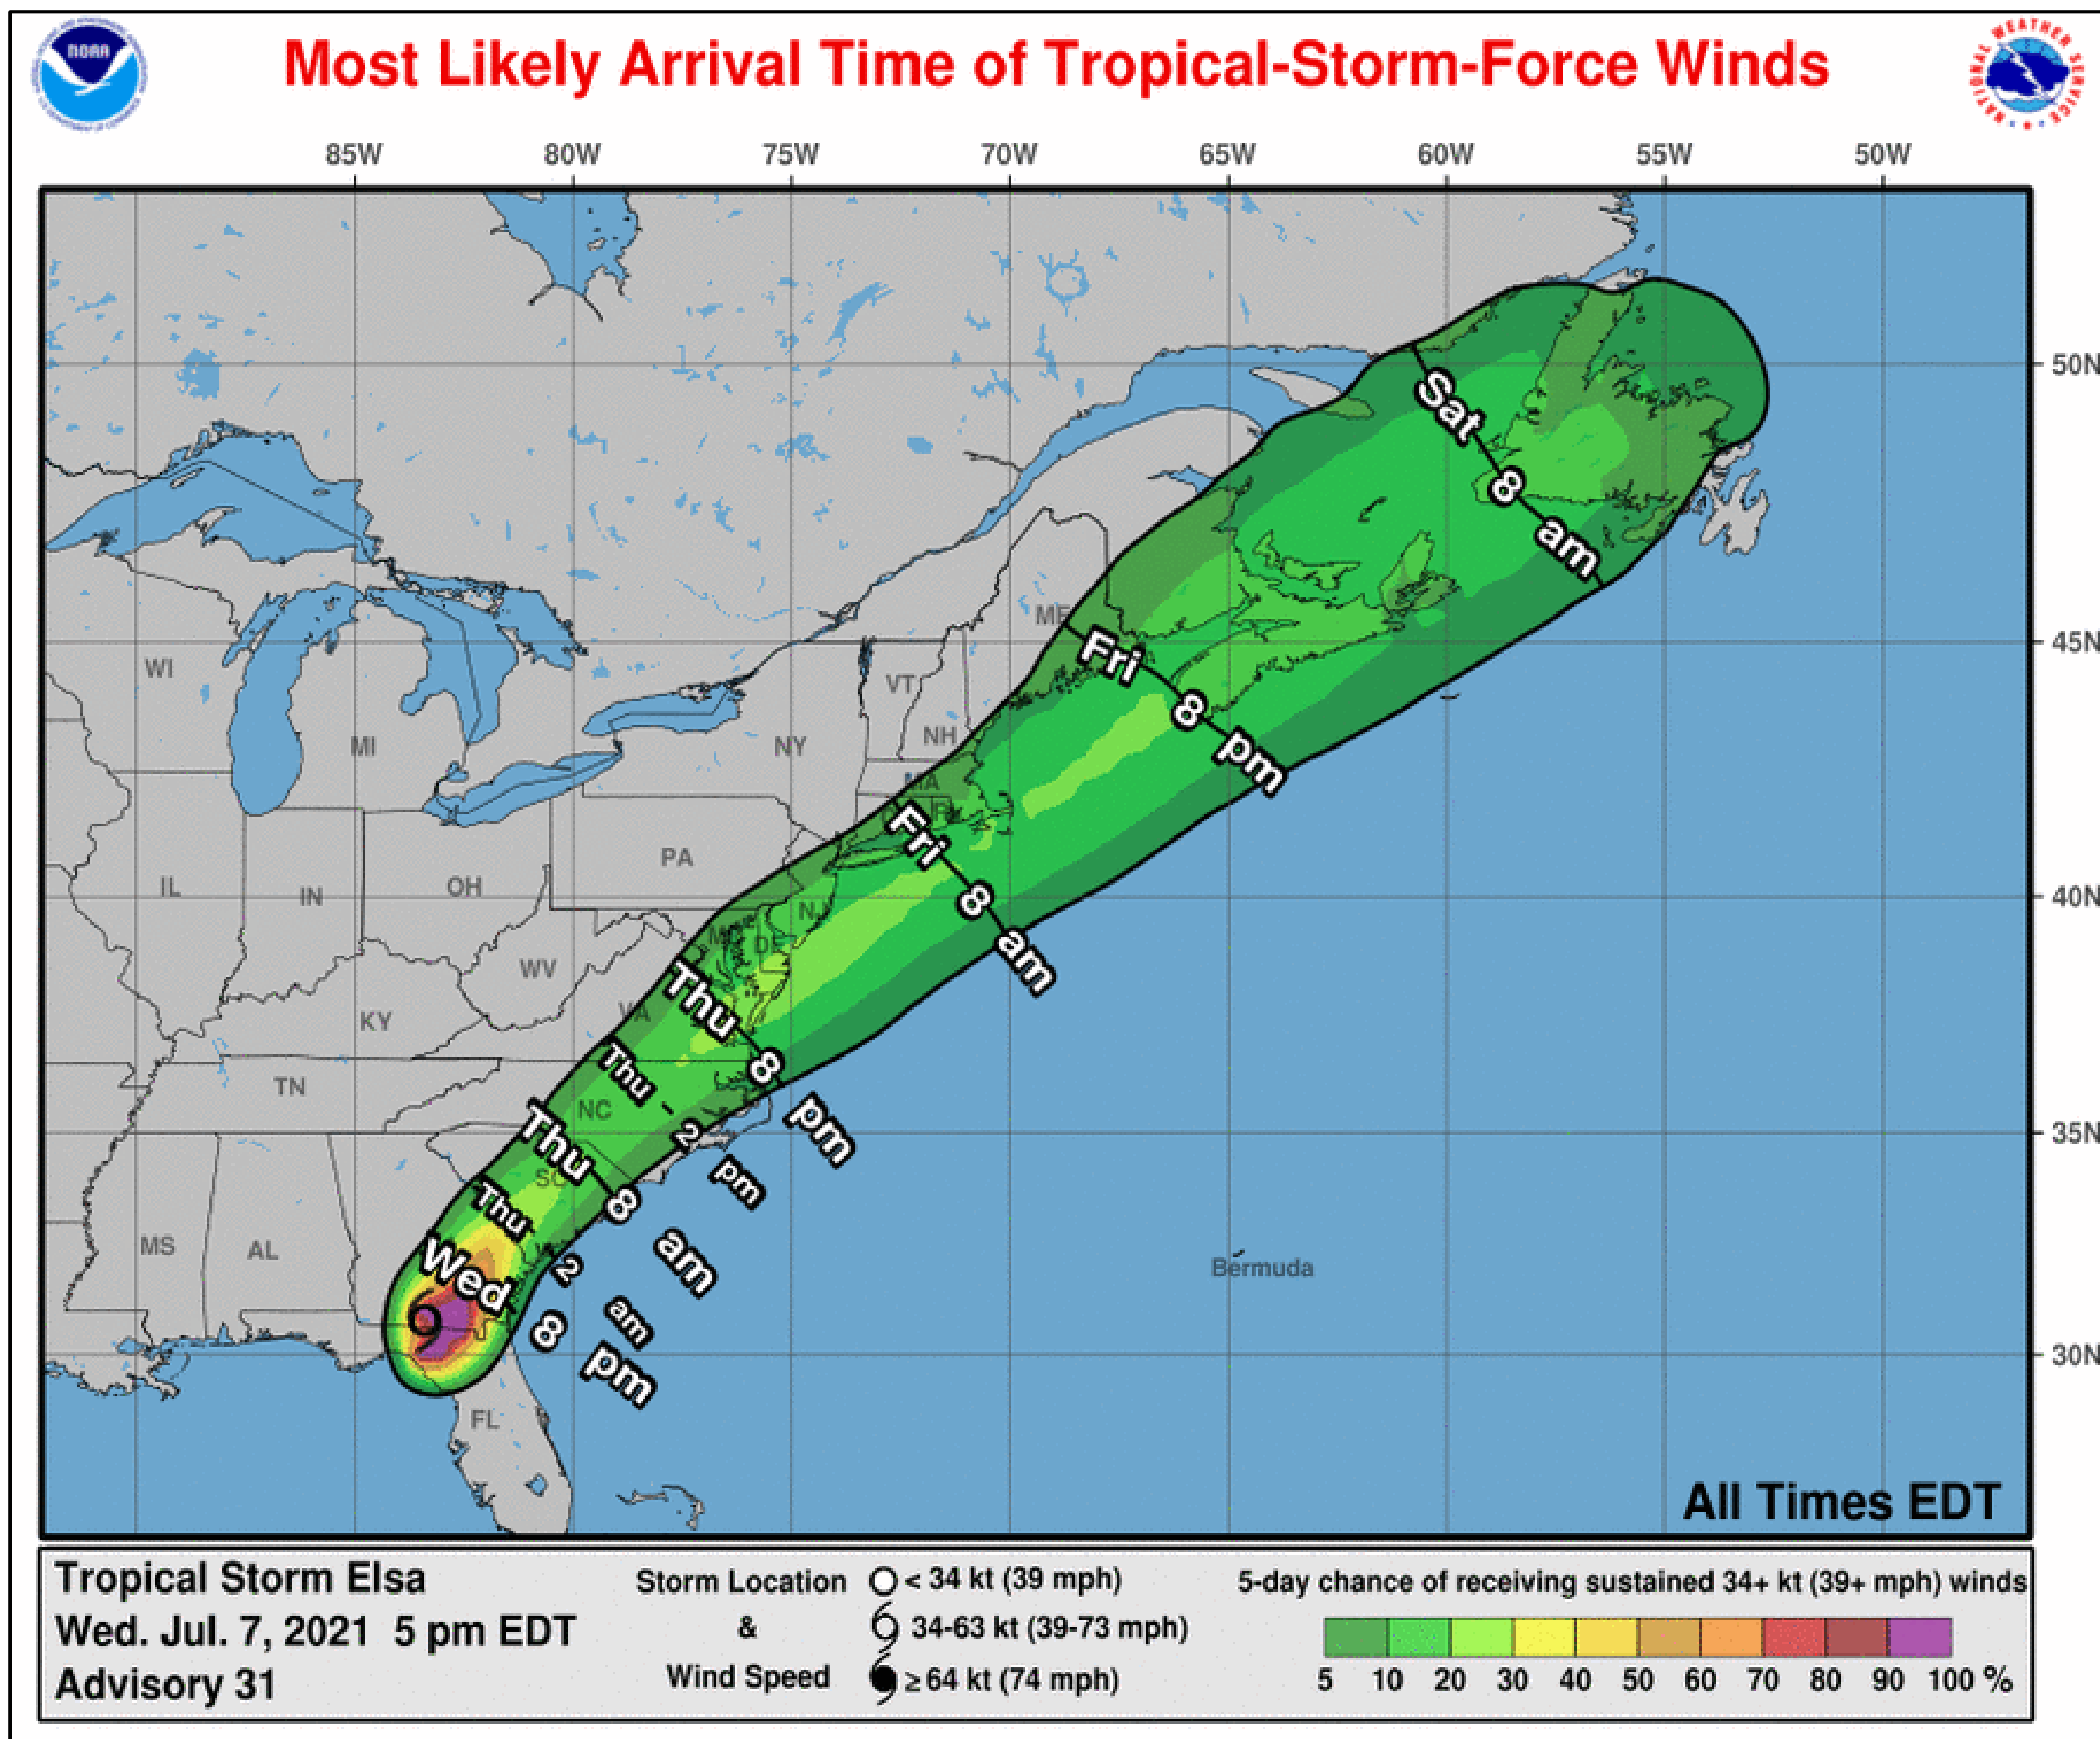 NOAA
Most Likely Arrival Time of Tropical-Storm-Force Winds
NATIONAL WEATHER SERVICE
85W 80W 75W 70W 65W 60W 55W 50W
50N
Sat 8 am
45N
ME
Fri 8 pm
WI
VT
MI
NY
NH
MA
Fri 8 am
PA
IL
IN
OH
40N
NJ
DE
WV
Thu 8 pm
VA
KY
Thu 2 pm
TN
NC
35N
Thu 8 am
SC
Thu 2 am
MS
AL
Wed 8 pm
Bermuda
30N
FL
All Times EDT
Tropical Storm Elsa
Wed. Jul. 7, 2021 5 pm EDT
Advisory 31
Storm Location
&
Wind Speed
< 34 kt (39 mph)
34-63 kt (39-73 mph)
≥ 64 kt (74 mph)
5-day chance of receiving sustained 34+ kt (39+ mph) winds
5 10 20 30 40 50 60 70 80 90 100 %